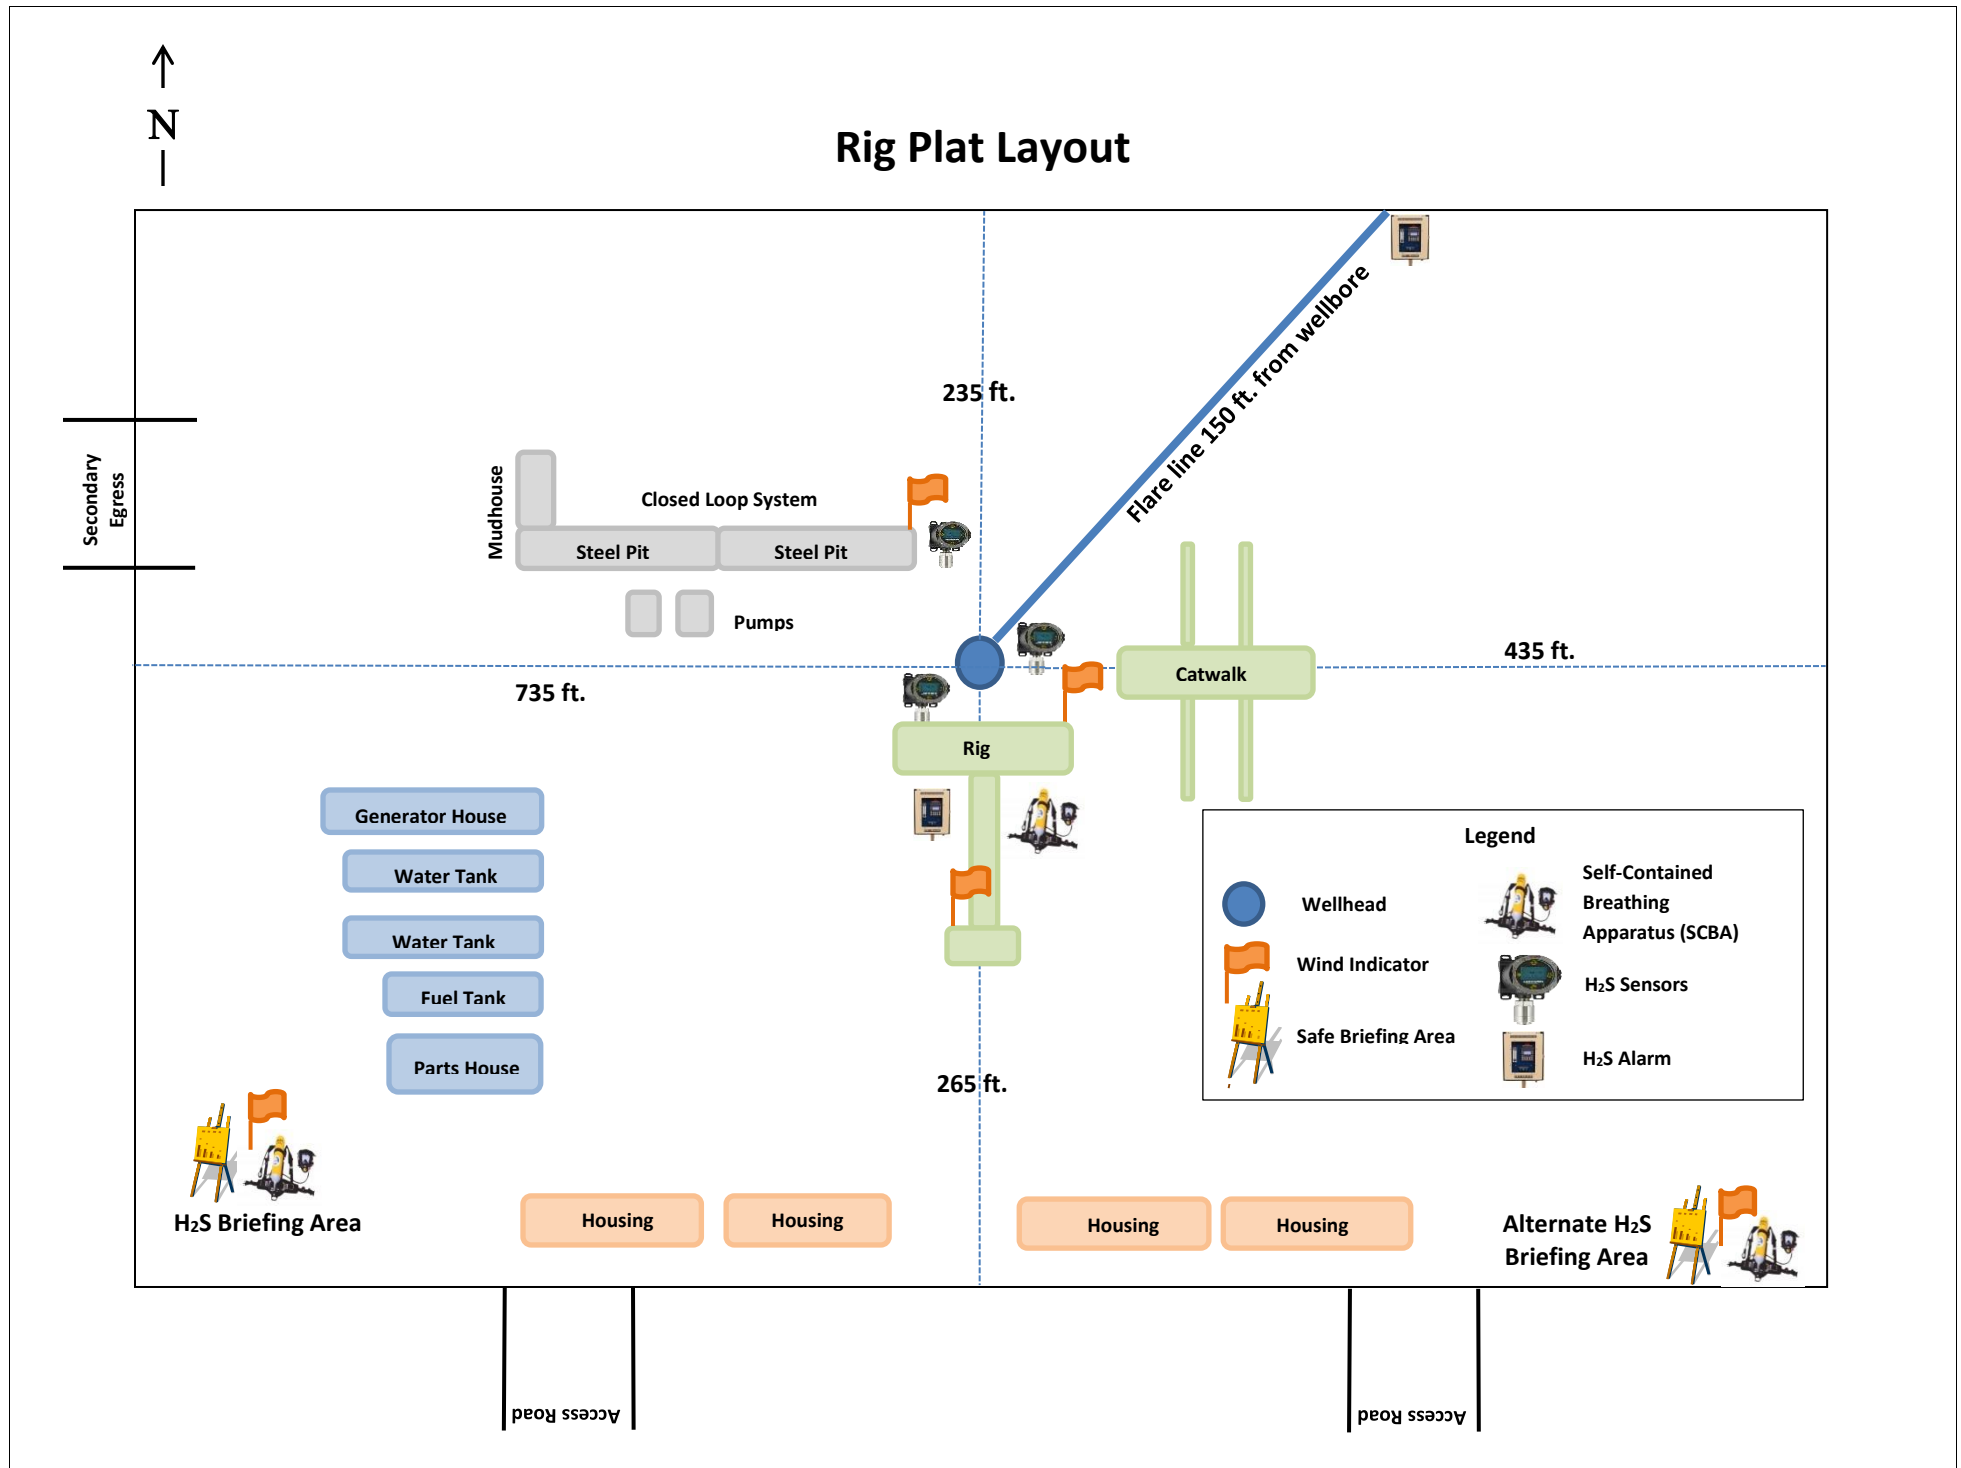 N
Rig Plat Layout
235 ft.
Flare line 150 ft. from wellbore
Secondary
Egress
Mudhouse
Closed Loop System
Steel Pit
Steel Pit
Pumps
735 ft.
435 ft.
Catwalk
Rig
Generator House
Water Tank
Water Tank
Fuel Tank
Parts House
265 ft.
Legend
Wellhead
Wind Indicator
Safe Briefing Area
Self-Contained
Breathing
Apparatus (SCBA)
H2S Sensors
H2S Alarm
H2S Briefing Area
Housing
Housing
Housing
Housing
Alternate H2S
Briefing Area
Access Road
Access Road